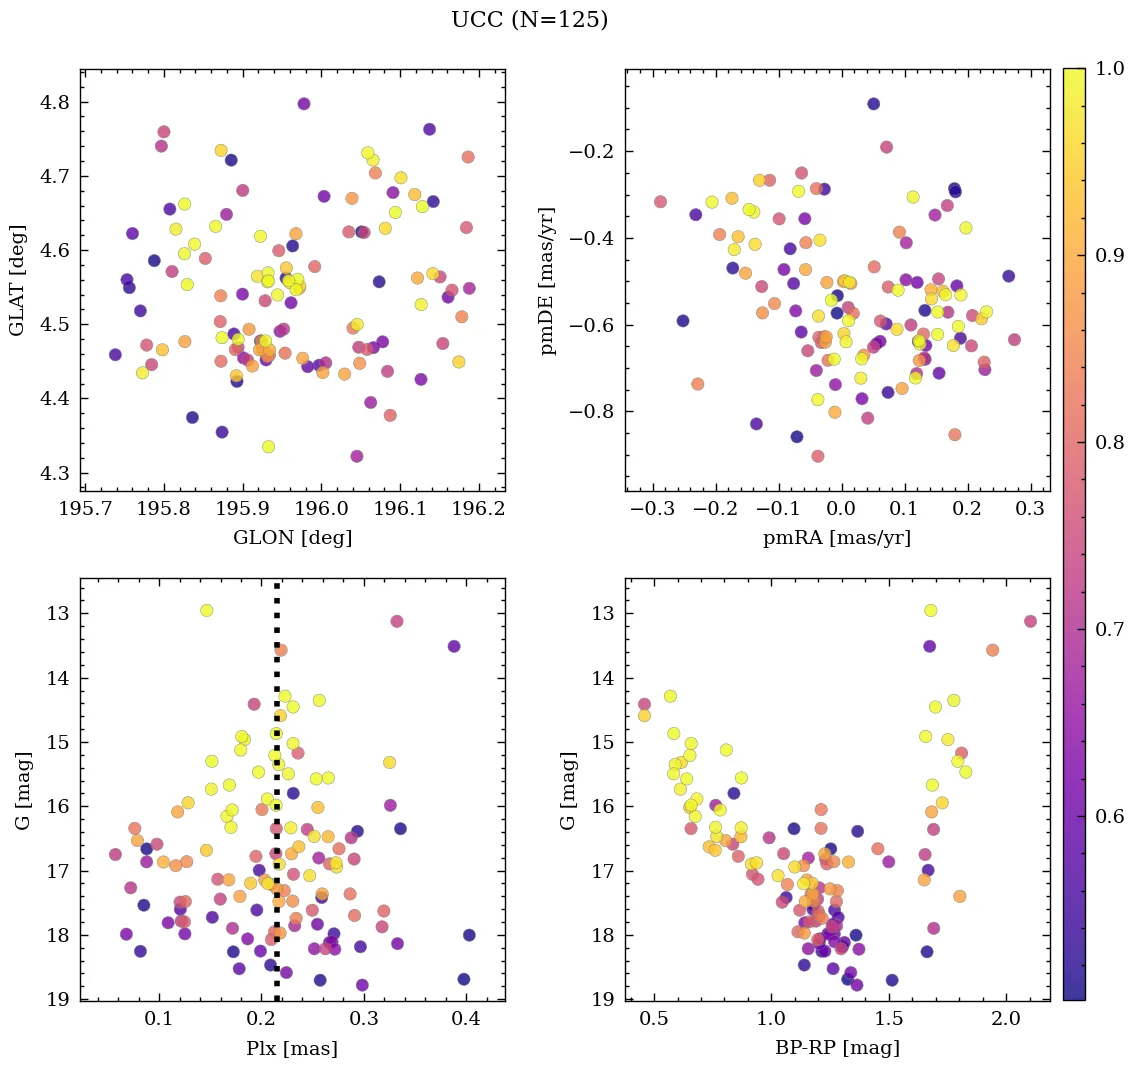 UCC (N=125)
4.8
4.7
4.6
4.5
4.4
4.3
GLAT [deg]
195.7 195.8 195.9 196.0 196.1 196.2
GLON [deg]
−0.2
−0.4
−0.6
−0.8
pmDE [mas/yr]
−0.3 −0.2 −0.1 0.0 0.1 0.2 0.3
pmRA [mas/yr]
1.0
0.9
0.8
0.7
0.6
13
14
15
16
17
18
19
G [mag]
0.1 0.2 0.3 0.4
Plx [mas]
13
14
15
16
17
18
19
G [mag]
0.5 1.0 1.5 2.0
BP-RP [mag]